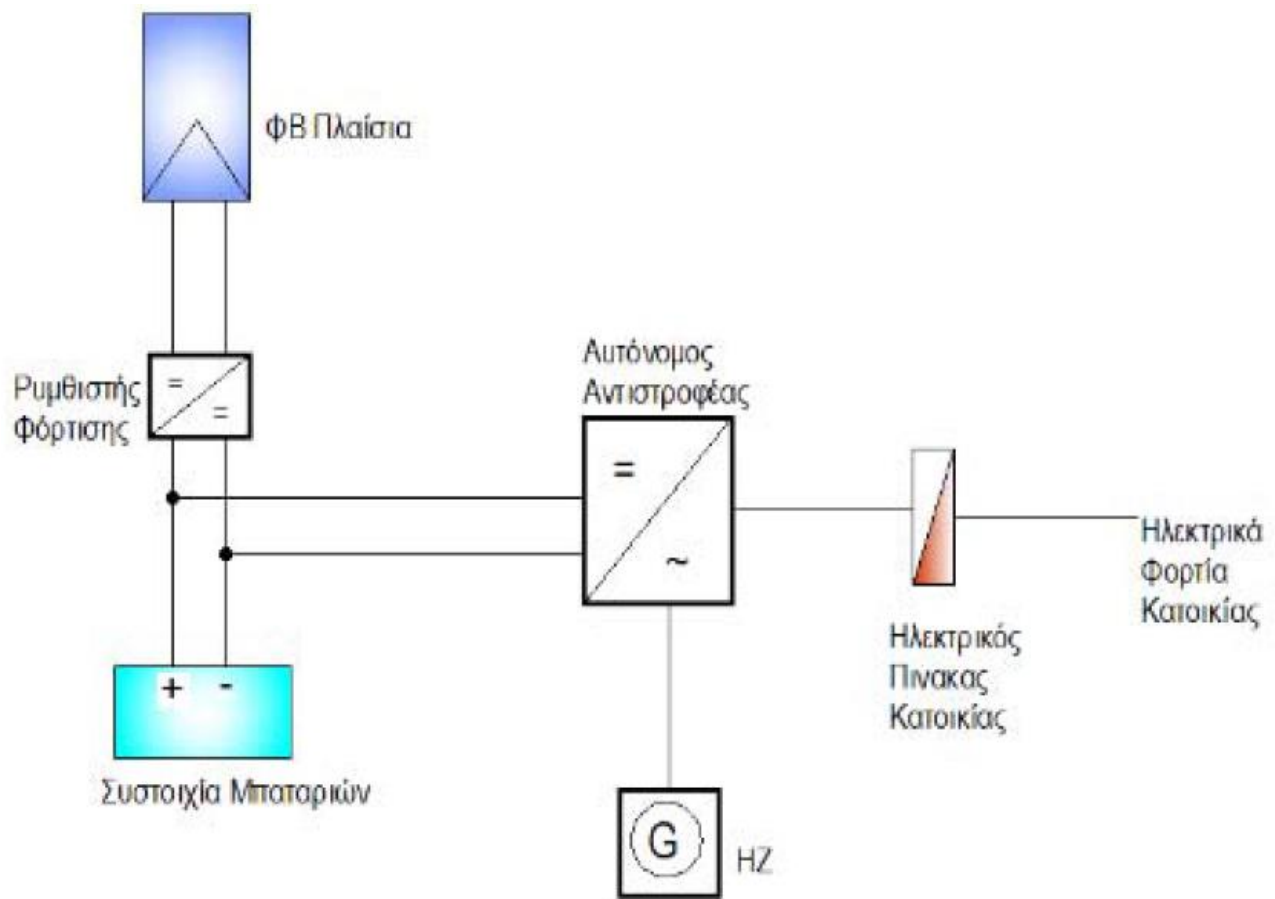 ΦΒ Πλαίσια
Ρυμθιστής
Φόρτισης
=
=
Αυτόνομος
Αντιστροφέας
=
~
Ηλεκτρικά
Φορτία
Κατοικίας
Ηλεκτρικός
Πινακας
Κατοικίας
+ -
Συστοιχία Μπαταριών
G
ΗΖ